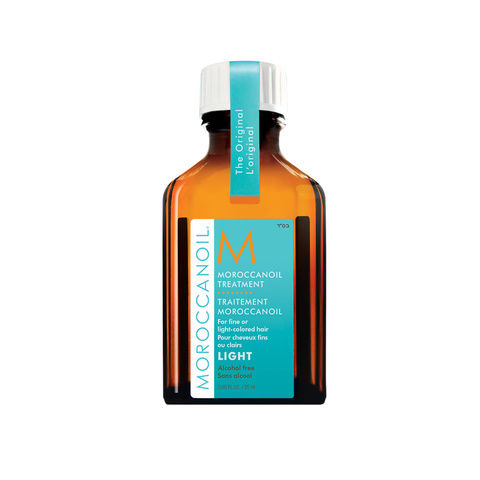 The Original
L'original
MOROCCANOIL®
M
MOROCCANOIL
TREATMENT
TRAITEMENT
MOROCCANOIL
For fine or
light-colored hair
Pour cheveux fins
ou clairs
LIGHT
Alcohol free
Sans alcool